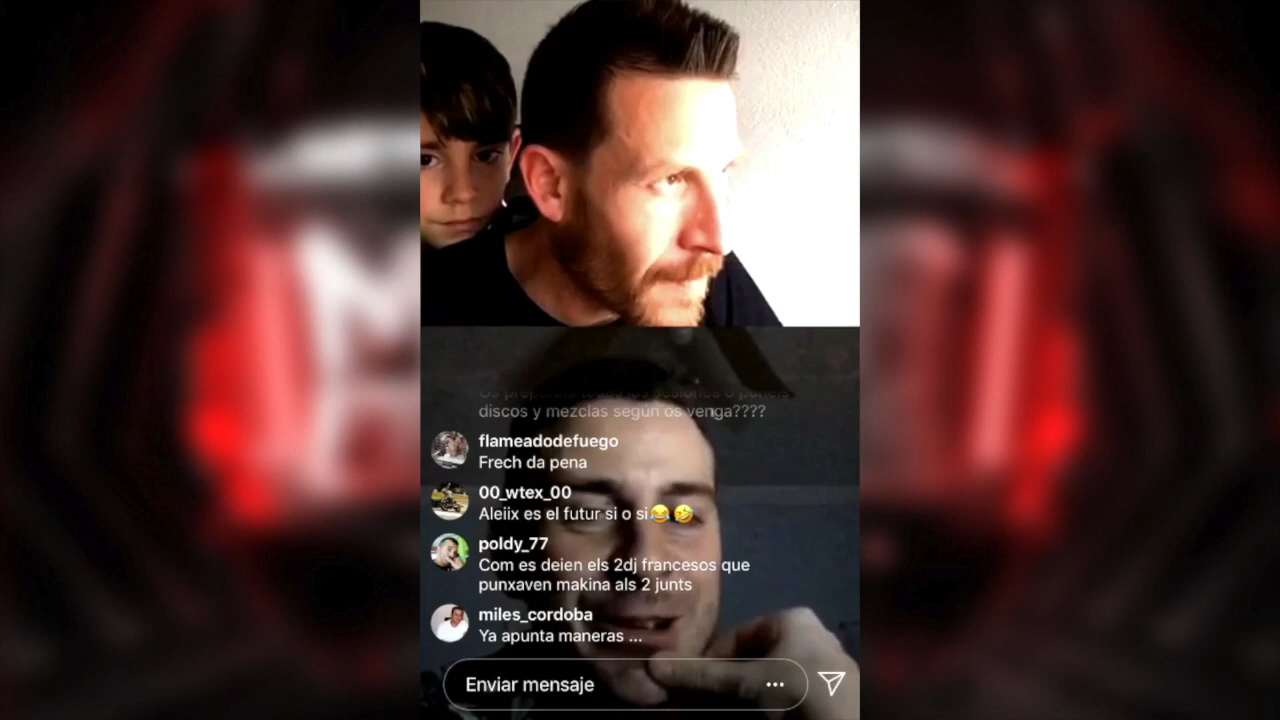 discos y mezclas según os venga????
flameadodefuego
Frech da pena
00_wtex_00
Aleiix es el futur si o si😂🤣
poldy_77
Com es deien els 2dj francesos que
punxaven makina als 2 junts
miles_cordoba
Ya apunta maneras ...
Enviar mensaje